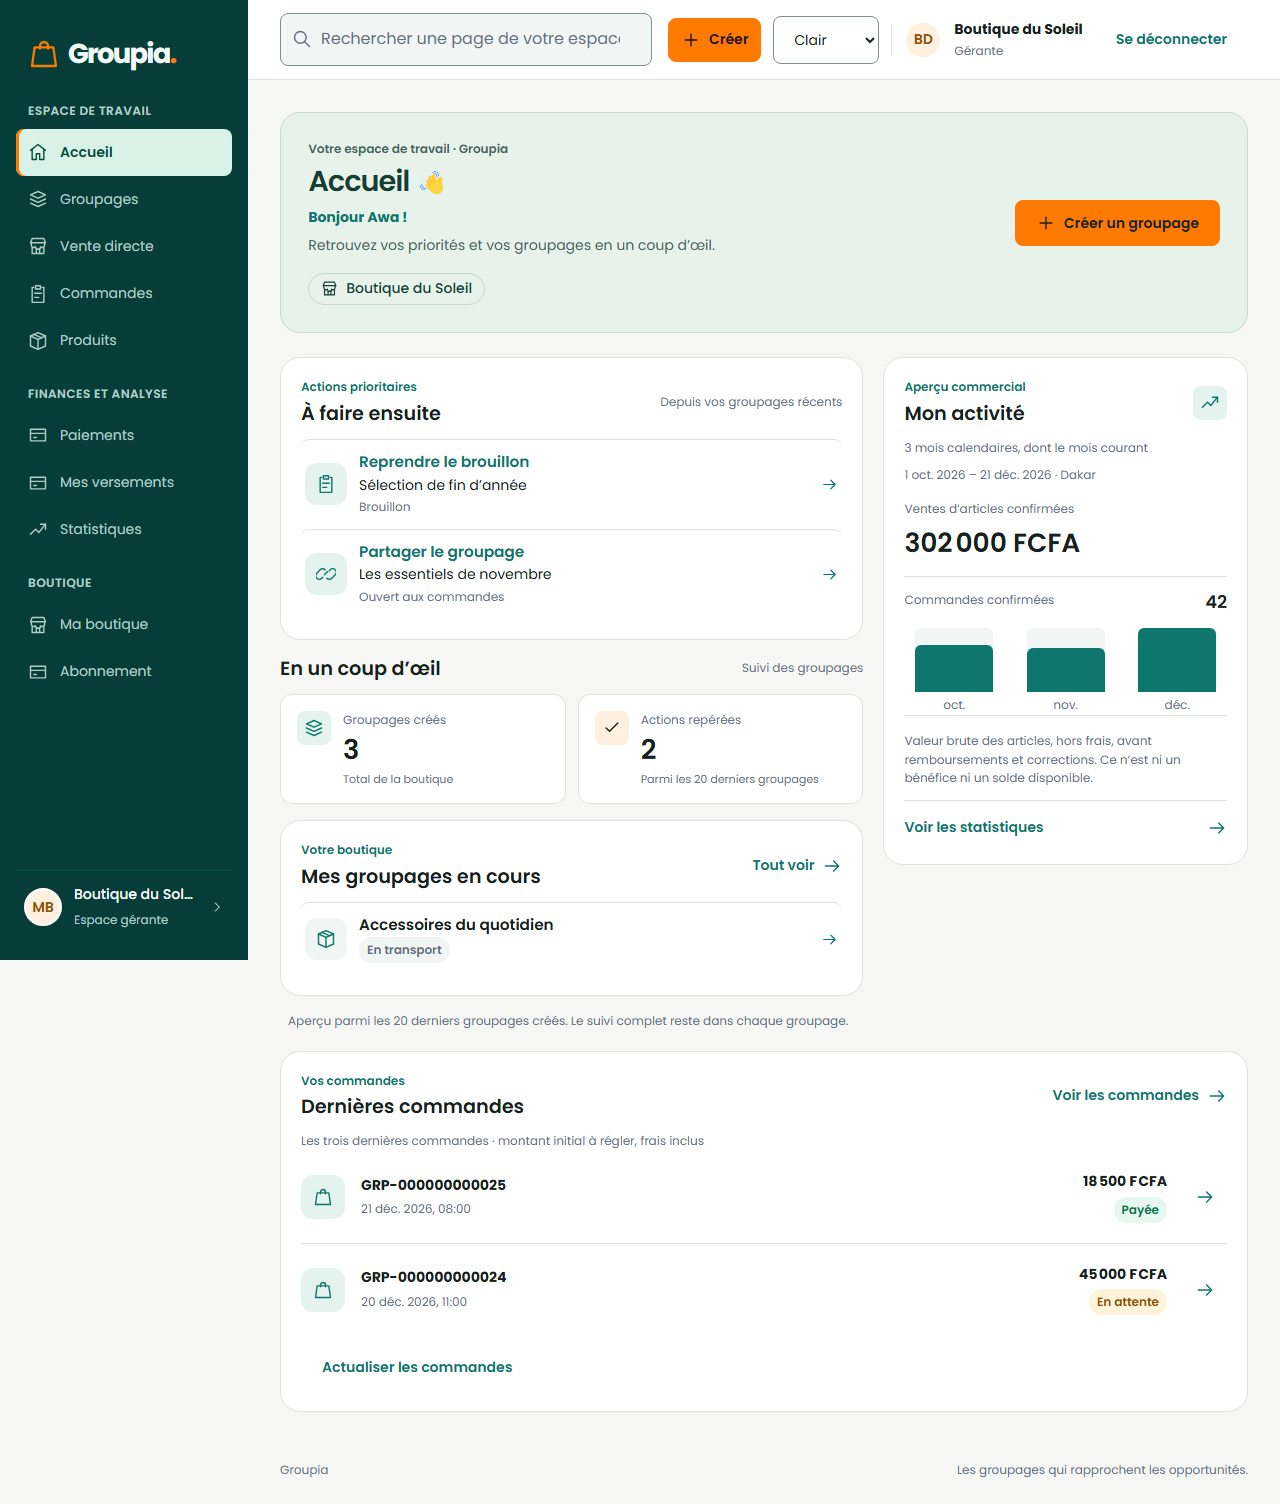 Groupia.
ESPACE DE TRAVAIL
Accueil
Groupages
Vente directe
Commandes
Produits
FINANCES ET ANALYSE
Paiements
Mes versements
Statistiques
BOUTIQUE
Ma boutique
Abonnement
MB
Boutique du Sol...
Espace gérante
Rechercher une page de votre espac
Créer
Clair
BD
Boutique du Soleil
Gérante
Se déconnecter
Votre espace de travail · Groupia
Accueil 👋
Bonjour Awa !
Retrouvez vos priorités et vos groupages en un coup d’œil.
Boutique du Soleil
Créer un groupage
Actions prioritaires
À faire ensuite
Depuis vos groupages récents
Reprendre le brouillon
Sélection de fin d’année
Brouillon
Partager le groupage
Les essentiels de novembre
Ouvert aux commandes
En un coup d’œil
Suivi des groupages
Groupages créés
3
Total de la boutique
Actions repérées
2
Parmi les 20 derniers groupages
Votre boutique
Mes groupages en cours
Tout voir
Accessoires du quotidien
En transport
Aperçu parmi les 20 derniers groupages créés. Le suivi complet reste dans chaque groupage.
Aperçu commercial
Mon activité
3 mois calendaires, dont le mois courant
1 oct. 2026 – 21 déc. 2026 · Dakar
Ventes d’articles confirmées
302 000 FCFA
Commandes confirmées
42
oct.
nov.
déc.
Valeur brute des articles, hors frais, avant
remboursements et corrections. Ce n’est ni un
bénéfice ni un solde disponible.
Voir les statistiques
Vos commandes
Dernières commandes
Voir les commandes
Les trois dernières commandes · montant initial à régler, frais inclus
GRP-000000000025
21 déc. 2026, 08:00
18 500 FCFA
Payée
GRP-000000000024
20 déc. 2026, 11:00
45 000 FCFA
En attente
Actualiser les commandes
Groupia
Les groupages qui rapprochent les opportunités.